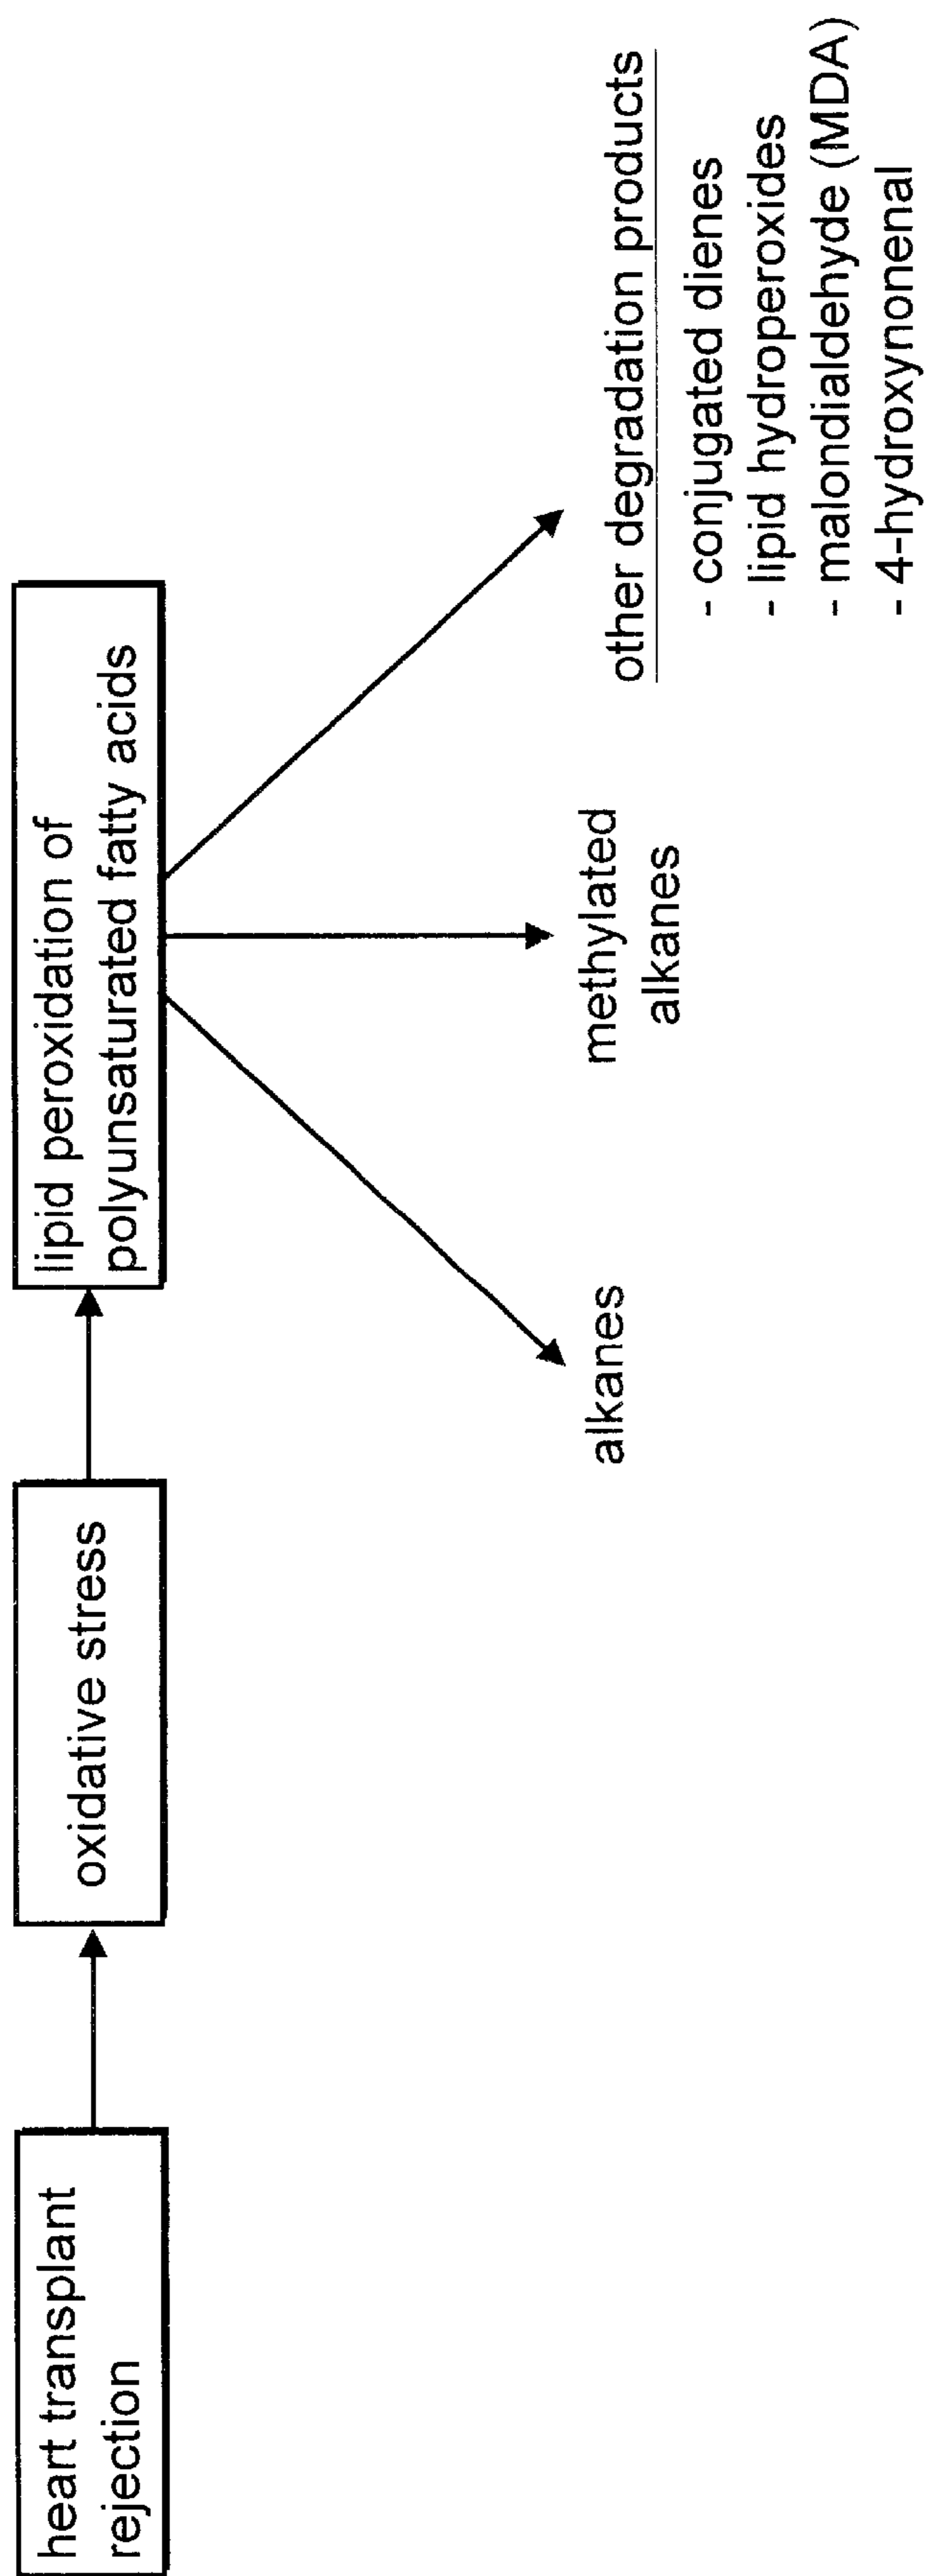 heart transplant
rejection
oxidative stress
lipid peroxidation of
polyunsaturated fatty acids
alkanes
methylated
alkanes
other degradation products
- conjugated dienes
- lipid hydroperoxides
- malondialdehyde (MDA)
- 4-hydroxynonenal